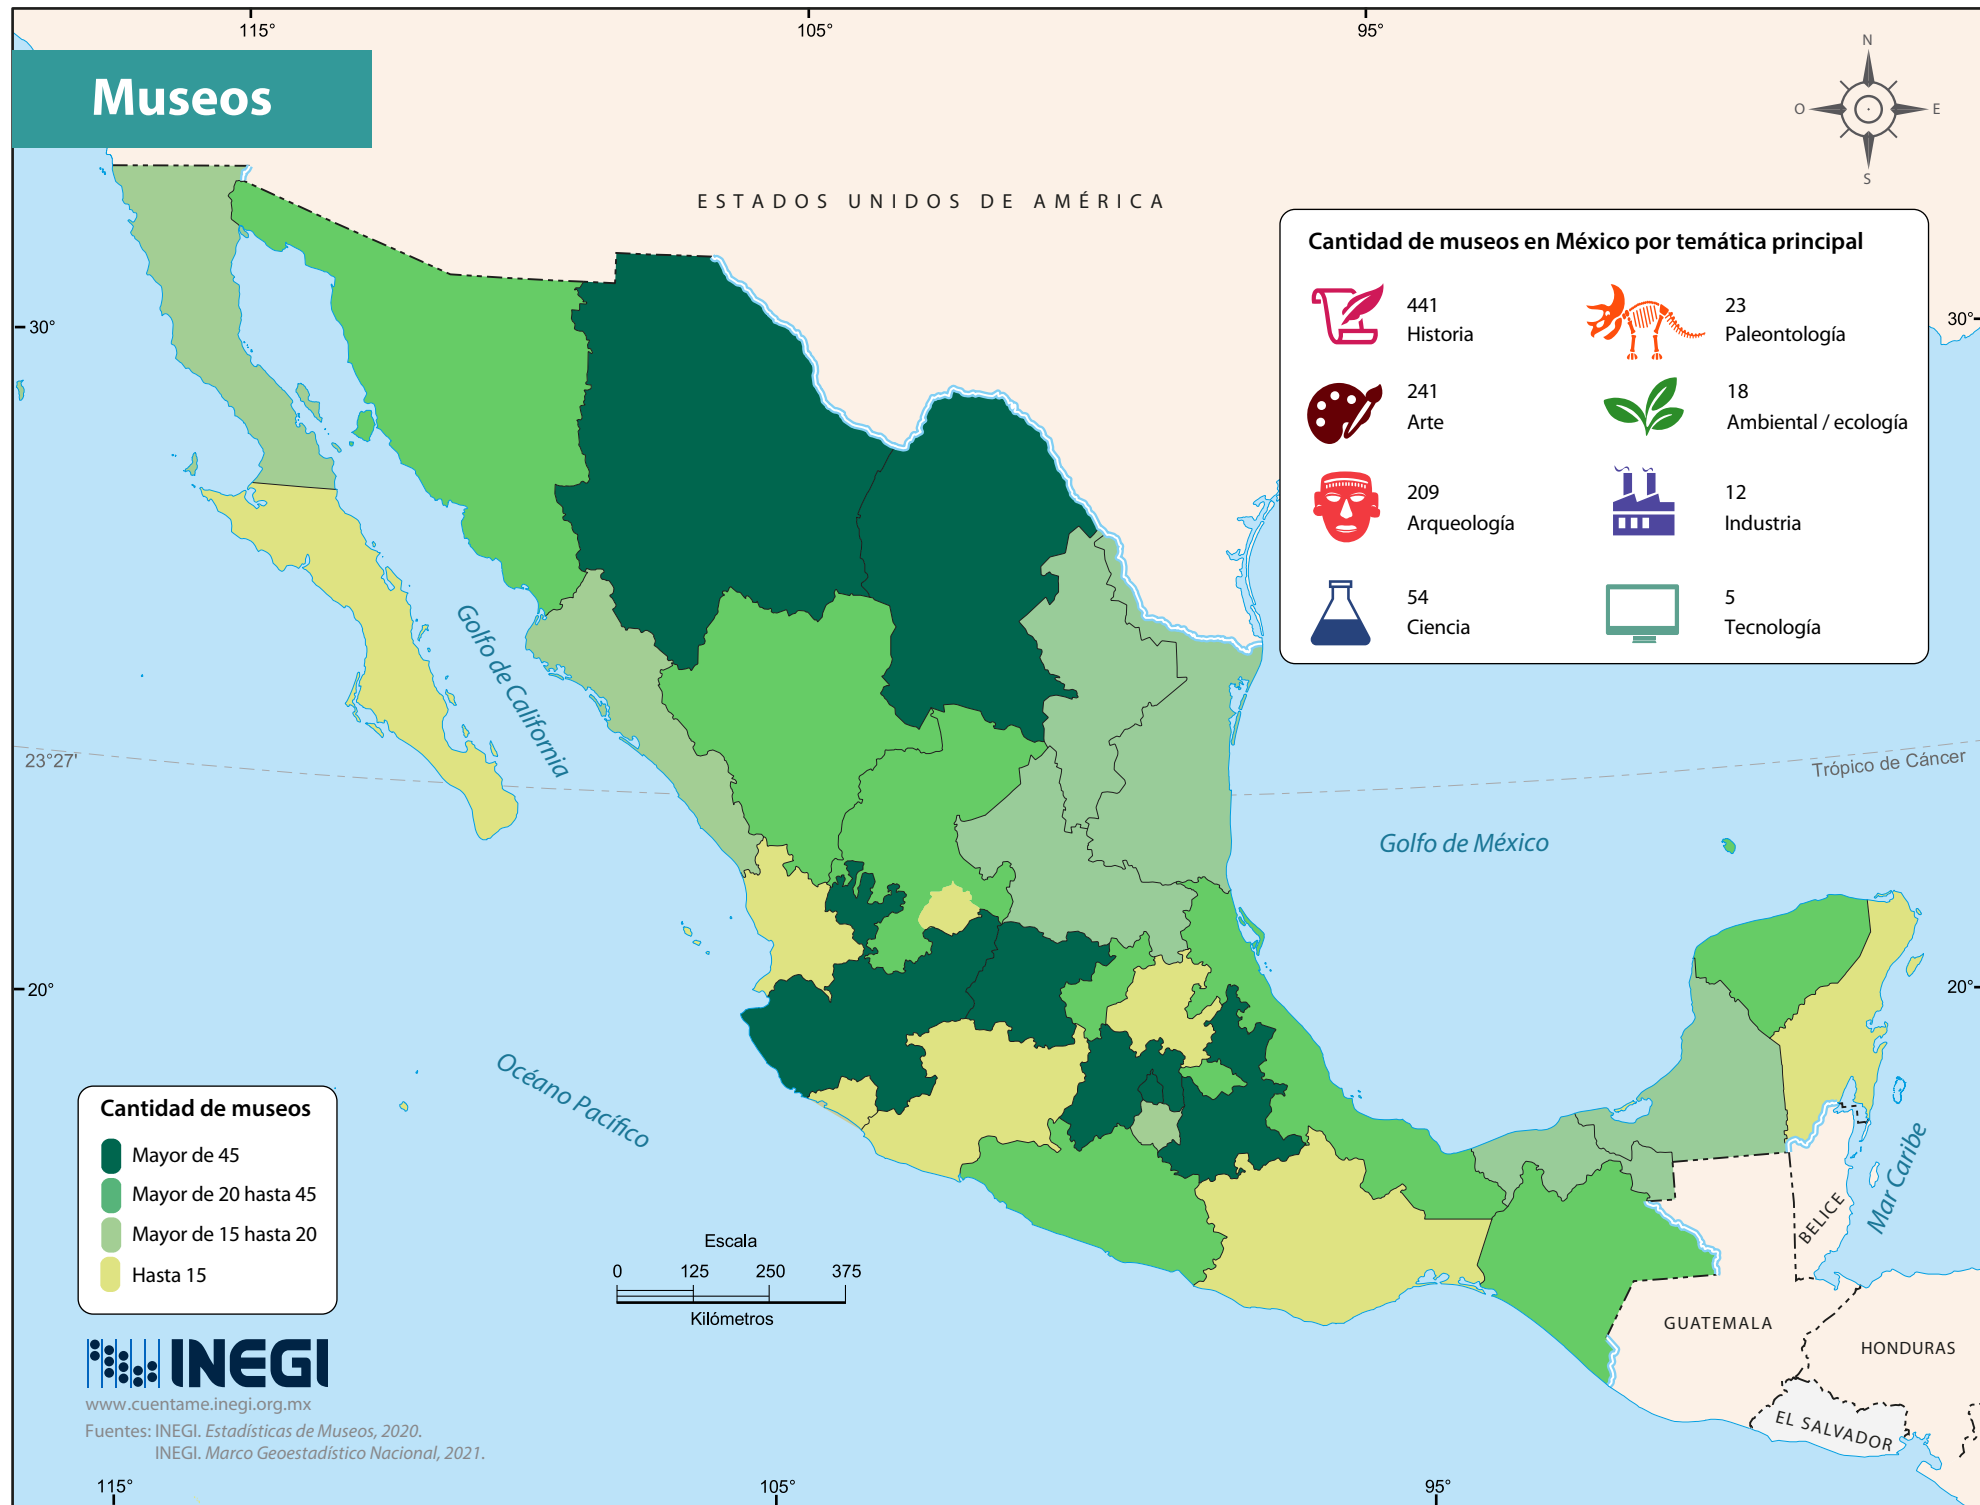 115°
105°
95°
Museos
N
O
E
S
ESTADOS UNIDOS DE AMÉRICA
Cantidad de museos en México por temática principal
441
Historia
23
Paleontología
241
Arte
18
Ambiental / ecología
209
Arqueología
12
Industria
54
Ciencia
5
Tecnología
30°
30°
Golfo de California
23°27'
Trópico de Cáncer
Golfo de México
20°
20°
Océano Pacífico
Mar Caribe
BELICE
Cantidad de museos
Mayor de 45
Mayor de 20 hasta 45
Mayor de 15 hasta 20
Hasta 15
Escala
0 125 250 375
Kilómetros
GUATEMALA
HONDURAS
EL SALVADOR
INEGI
www.cuentame.inegi.org.mx
Fuentes: INEGI. Estadísticas de Museos, 2020.
INEGI. Marco Geoestadístico Nacional, 2021.
115°
105°
95°